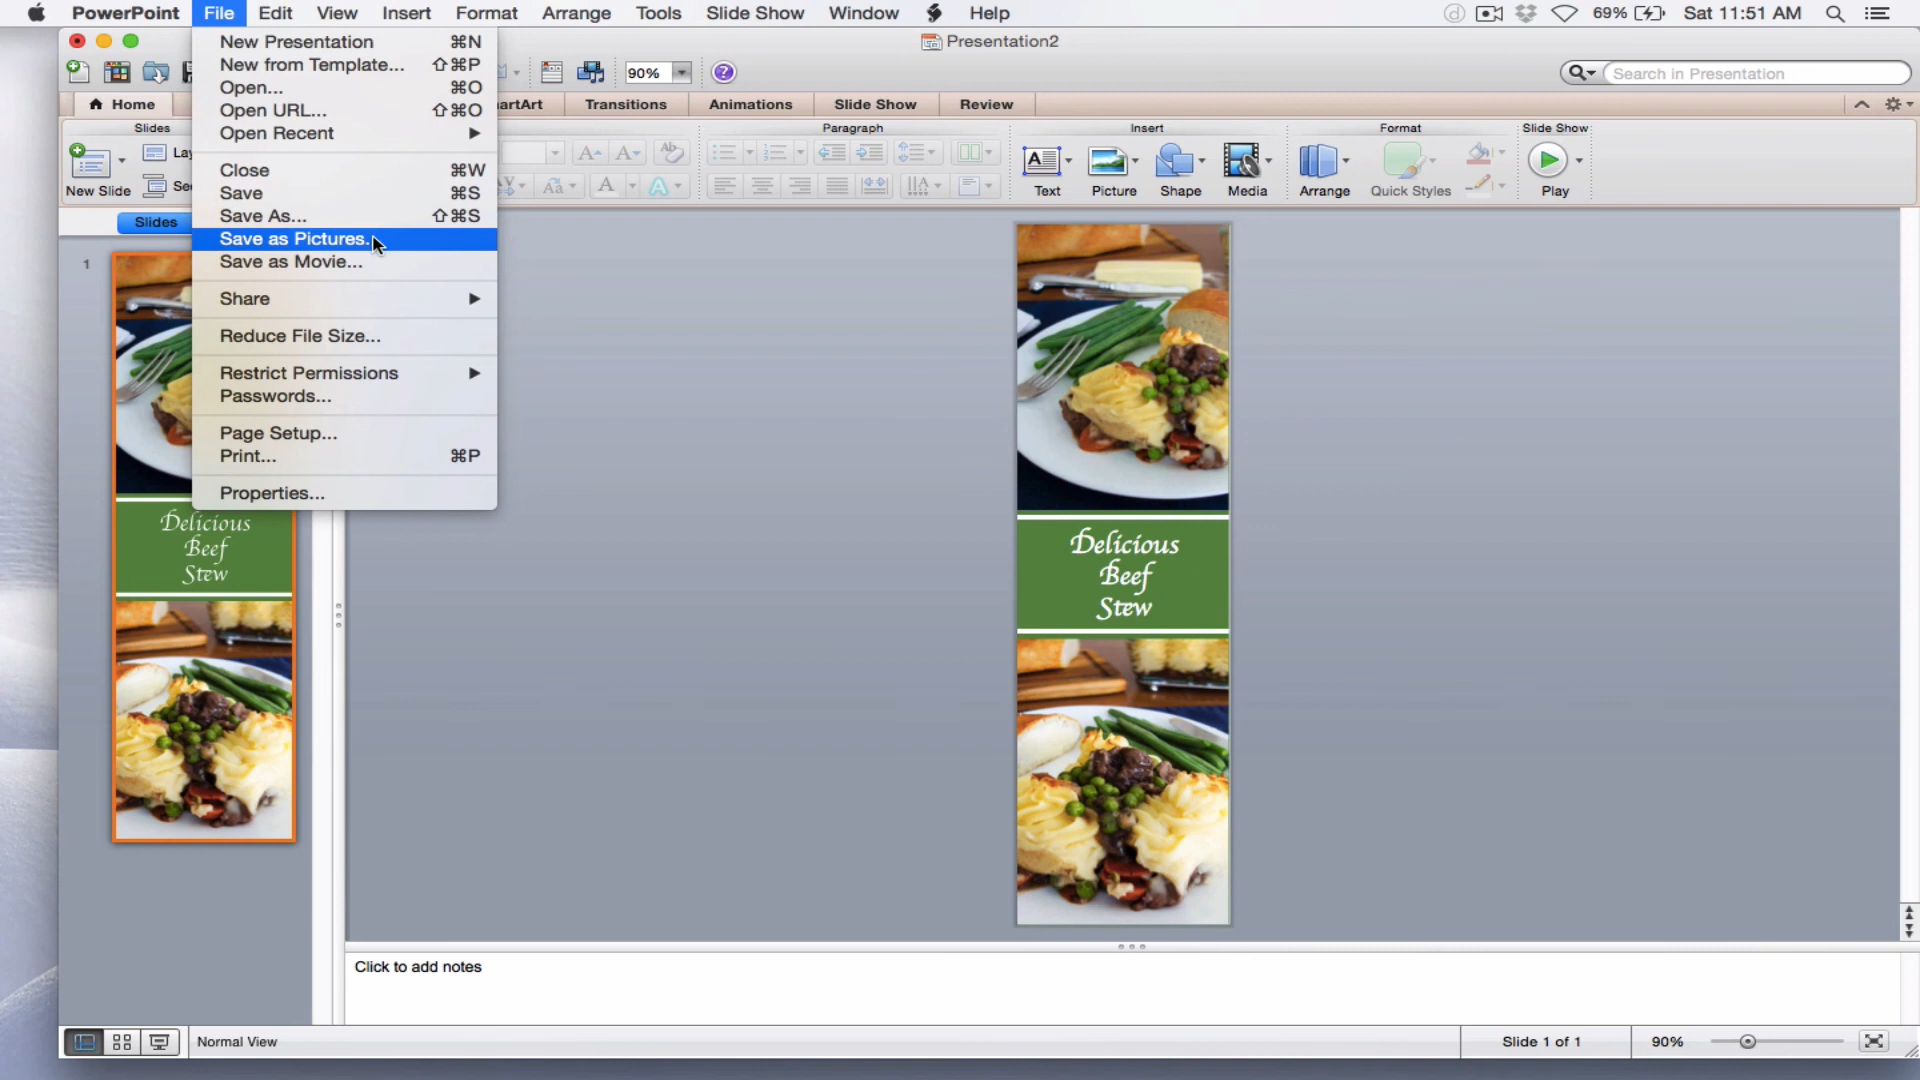 PowerPoint File Edit View Insert Format Arrange Tools Slide Show Window Help 69% Sat 11:51 AM
Presentation2
90% Search in Presentation
Home artArt Transitions Animations Slide Show Review
Slides Paragraph Insert Format Slide Show
New Slide Lay Se Text Picture Shape Media Arrange Quick Styles Play
New Presentation ⌘N
New from Template... ⇧⌘P
Open... ⌘O
Open URL... ⇧⌘O
Open Recent ▶
Close ⌘W
Save ⌘S
Save As... ⇧⌘S
Save as Pictures...
Save as Movie...
Share ▶
Reduce File Size...
Restrict Permissions ▶
Passwords...
Page Setup...
Print... ⌘P
Properties...
Slides
1
Delicious
Beef
Stew
Delicious
Beef
Stew
Click to add notes
Normal View Slide 1 of 1 90%